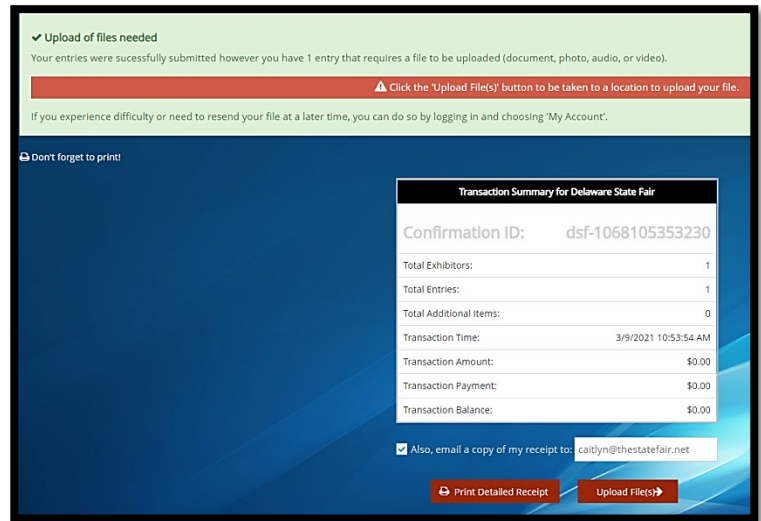 ✔ Upload of files needed
Your entries were sucessfully submitted however you have 1 entry that requires a file to be uploaded (document, photo, audio, or video).
Click the 'Upload File(s)' button to be taken to a location to upload your file.
If you experience difficulty or need to resend your file at a later time, you can do so by logging in and choosing 'My Account'.
Don't forget to print!
Transaction Summary for Delaware State Fair
Confirmation ID: dsf-1068105353230
Total Exhibitors: 1
Total Entries: 1
Total Additional Items: 0
Transaction Time: 3/9/2021 10:53:54 AM
Transaction Amount: $0.00
Transaction Payment: $0.00
Transaction Balance: $0.00
Also, email a copy of my receipt to: caitlyn@thestatefair.net
Print Detailed Receipt Upload File(s)